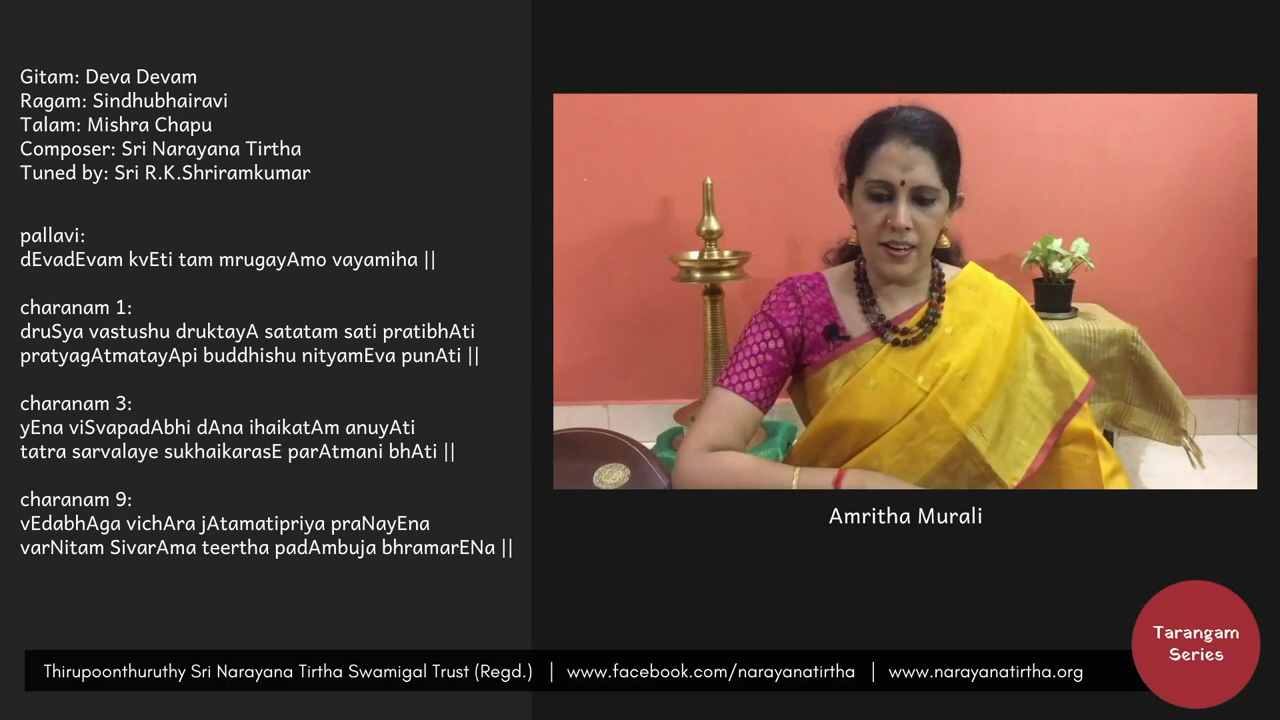 Gitam: Deva Devam
Ragam: Sindhubhairavi
Talam: Mishra Chapu
Composer: Sri Narayana Tirtha
Tuned by: Sri R.K.Shriramkumar
pallavi:
dEvadEvam kvEti tam mrugayAmo vayamiha ||
charanam 1:
druSya vastushu druktayA satatam sati pratibhAti
pratyagAtmatayApi buddhishu nityamEva punAti ||
charanam 3:
yEna viSvapadAbhi dAna ihaikatAm anuyAti
tatra sarvalaye sukhaikarasE parAtmani bhAti ||
charanam 9:
vEdabhAga vichAra jAtamatipriya praNayEna
varNitam SivarAma teertha padAmbuja bhramarENa ||
Amritha Murali
Tarangam
Series
Thirupoonthuruthy Sri Narayana Tirtha Swamigal Trust (Regd.) | www.facebook.com/narayanatirtha | www.narayanatirtha.org